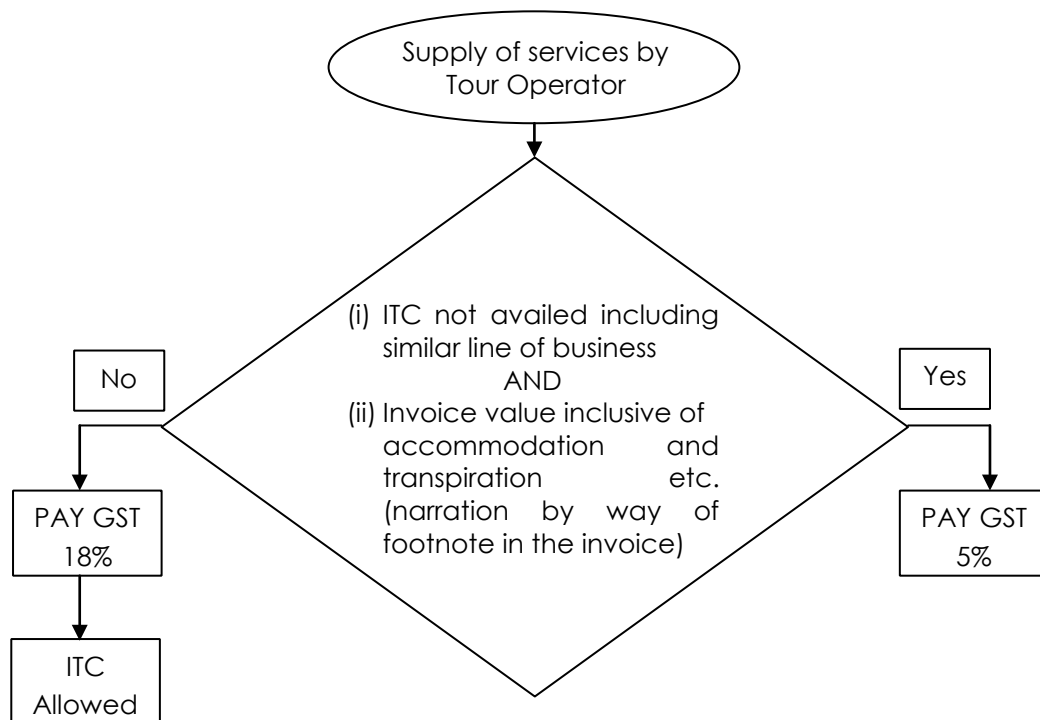 Supply of services by
Tour Operator
(i) ITC not availed including
similar line of business
AND
(ii) Invoice value inclusive of
accommodation and
transpiration etc.
(narration by way of
footnote in the invoice)
No
Yes
PAY GST
18%
PAY GST
5%
ITC
Allowed